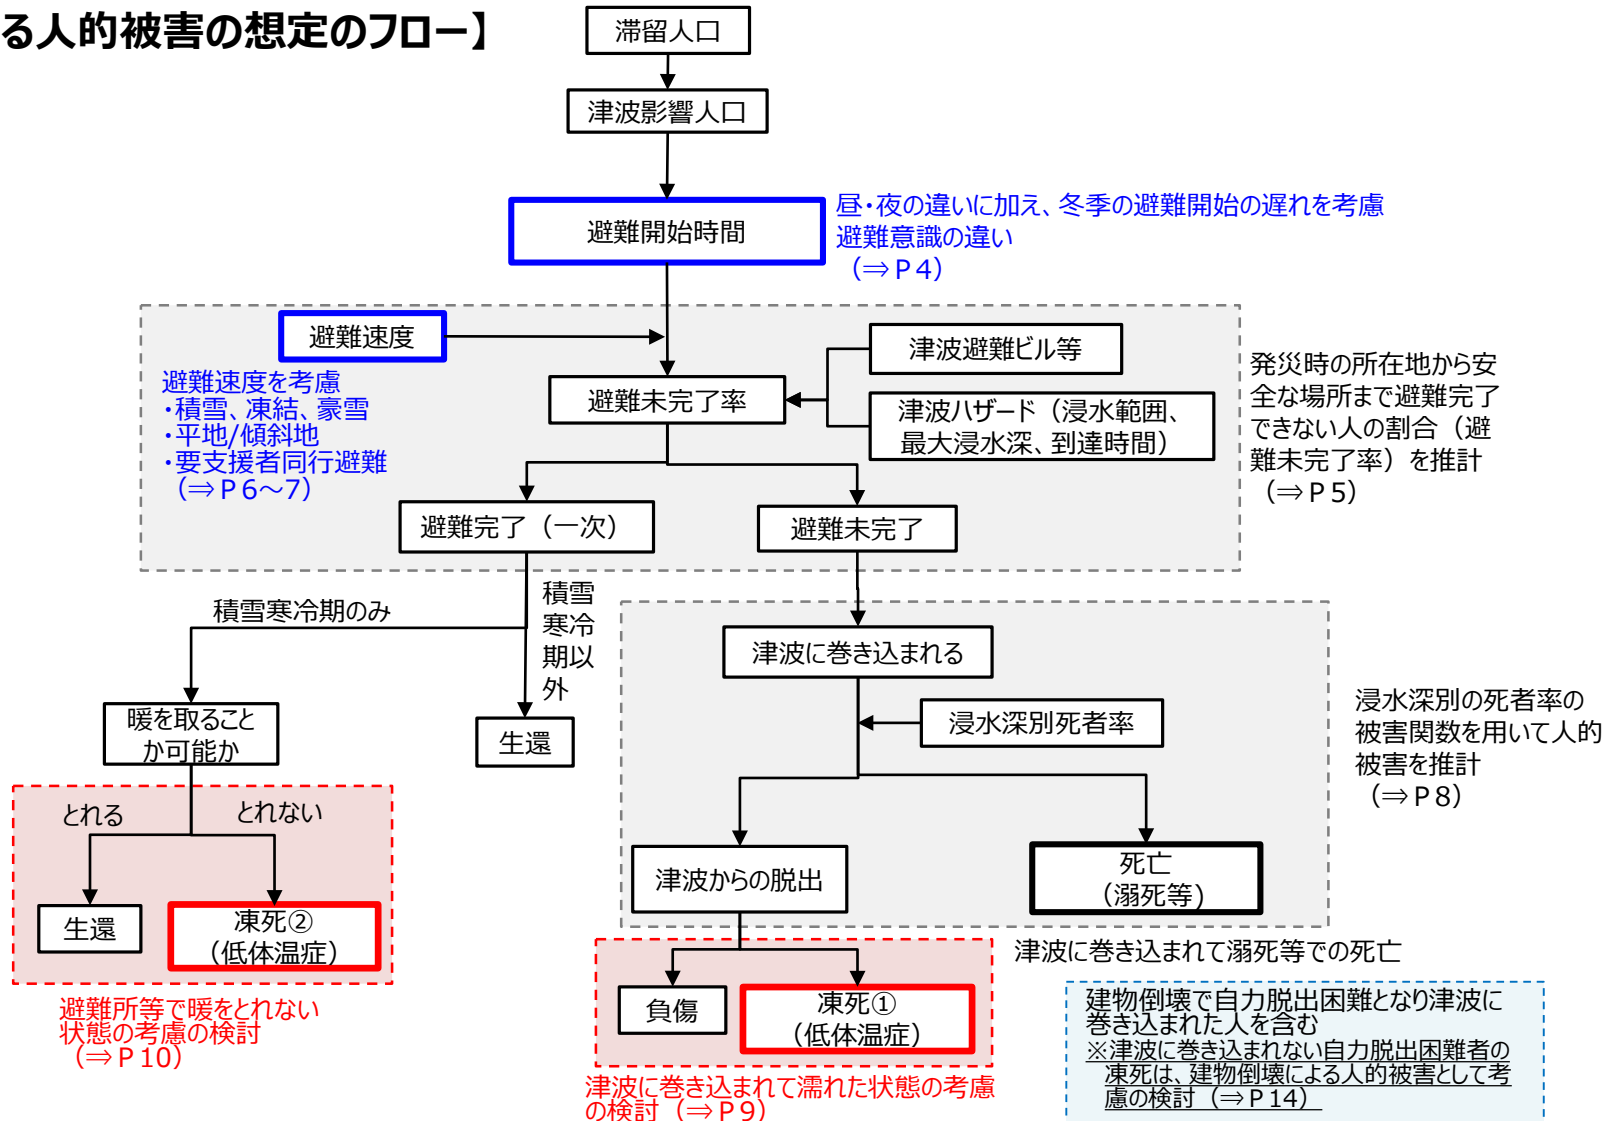 る人的被害の想定のフロー】
滞留人口
津波影響人口
避難開始時間
昼・夜の違いに加え、冬季の避難開始の遅れを考慮
避難意識の違い
（⇒Ｐ４）
避難速度
避難速度を考慮
・積雪、凍結、豪雪
・平地/傾斜地
・要支援者同行避難
（⇒Ｐ６～７）
避難未完了率
津波避難ビル等
津波ハザード（浸水範囲、
最大浸水深、到達時間）
発災時の所在地から安
全な場所まで避難完了
できない人の割合（避
難未完了率）を推計
（⇒Ｐ５）
避難完了（一次）
避難未完了
積雪寒冷期のみ
積雪
寒冷
期以
外
津波に巻き込まれる
暖を取ること
か可能か
生還
浸水深別死者率
浸水深別の死者率の
被害関数を用いて人的
被害を推計
（⇒Ｐ８）
とれる
とれない
生還
凍死②
（低体温症）
津波からの脱出
死亡
（溺死等）
津波に巻き込まれて溺死等での死亡
避難所等で暖をとれない
状態の考慮の検討
（⇒Ｐ10）
負傷
凍死①
（低体温症）
津波に巻き込まれて濡れた状態の考慮
の検討（⇒Ｐ９）
建物倒壊で自力脱出困難となり津波に
巻き込まれた人を含む
※津波に巻き込まれない自力脱出困難者の
凍死は、建物倒壊による人的被害として考
慮の検討（⇒Ｐ14）